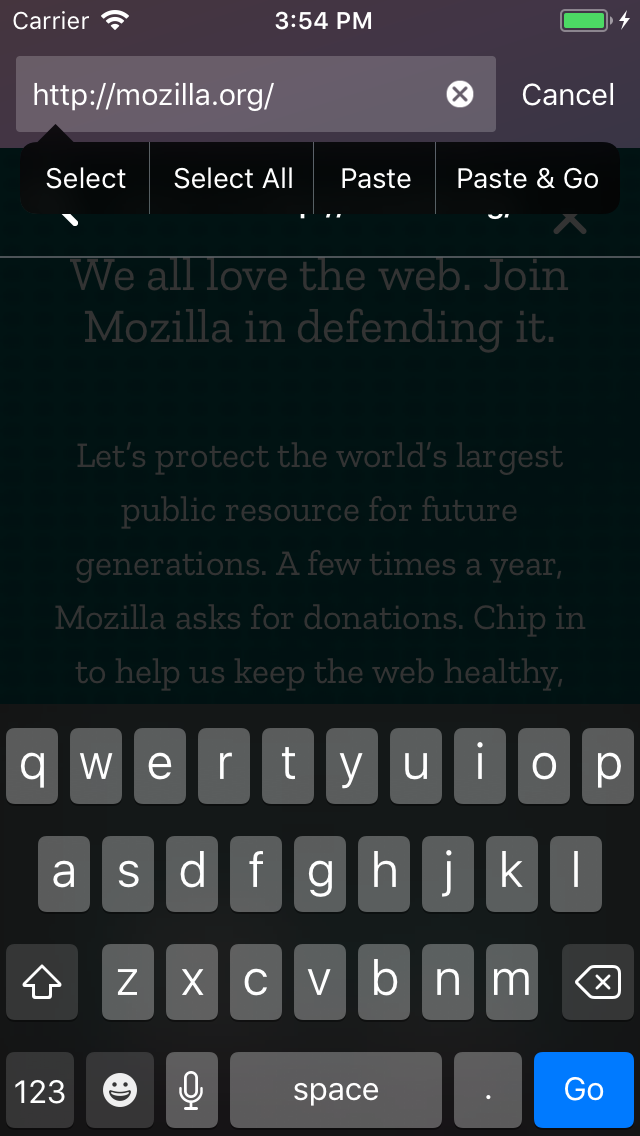 Carrier 3:54 PM
http://mozilla.org/ Cancel
Select Select All Paste Paste & Go
We all love the web. Join
Mozilla in defending it.
Let’s protect the world’s largest
public resource for future
generations. A few times a year,
Mozilla asks for donations. Chip in
to help us keep the web healthy,
q w e r t y u i o p
a s d f g h j k l
z x c v b n m
123 space . Go